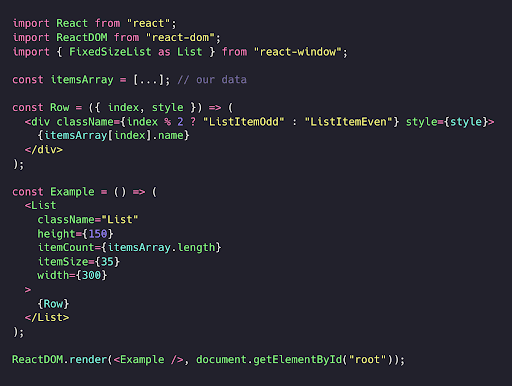 import React from "react";
import ReactDOM from "react-dom";
import { FixedSizeList as List } from "react-window";
const itemsArray = [...]; // our data
const Row = ({ index, style }) => (
<div className={index % 2 ? "ListItemOdd" : "ListItemEven"} style={style}>
{itemsArray[index].name}
</div>
);
const Example = () => (
<List
className="List"
height={150}
itemCount={itemsArray.length}
itemSize={35}
width={300}
>
{Row}
</List>
);
ReactDOM.render(<Example />, document.getElementById("root"));